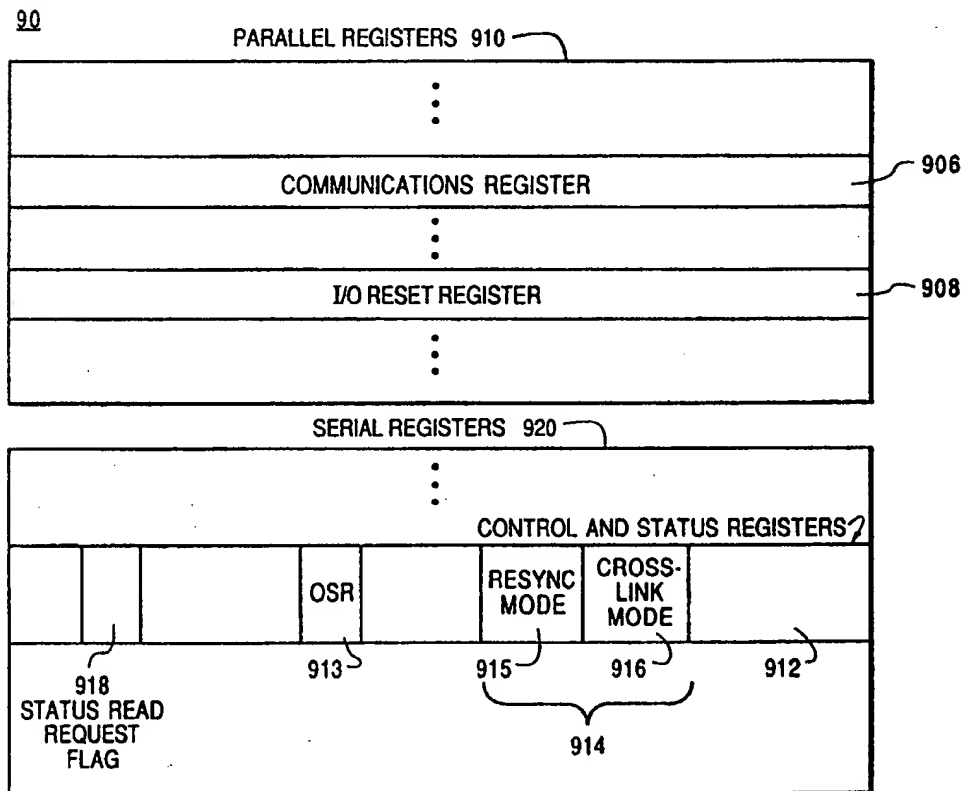 90
PARALLEL REGISTERS 910
COMMUNICATIONS REGISTER
906
I/O RESET REGISTER
908
SERIAL REGISTERS 920
CONTROL AND STATUS REGISTERS
OSR
RESYNC
MODE
CROSS-
LINK
MODE
918
STATUS READ
REQUEST
FLAG
913
915
916
912
914